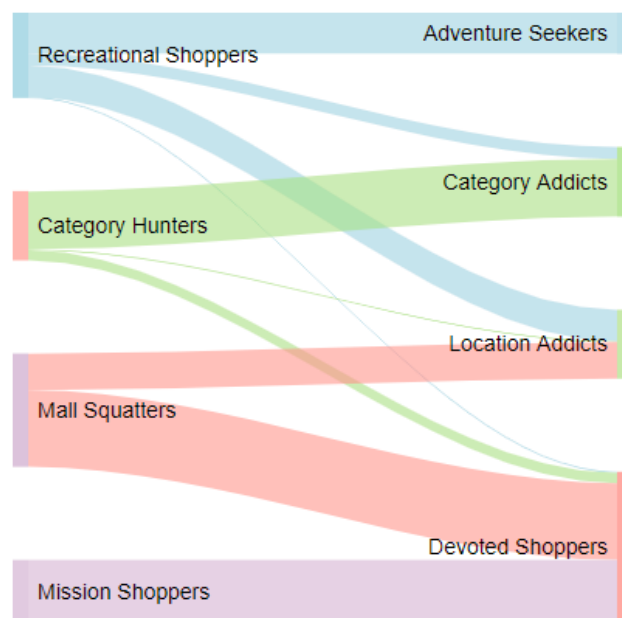 Recreational Shoppers
Adventure Seekers
Category Addicts
Category Hunters
Location Addicts
Mall Squatters
Devoted Shoppers
Mission Shoppers